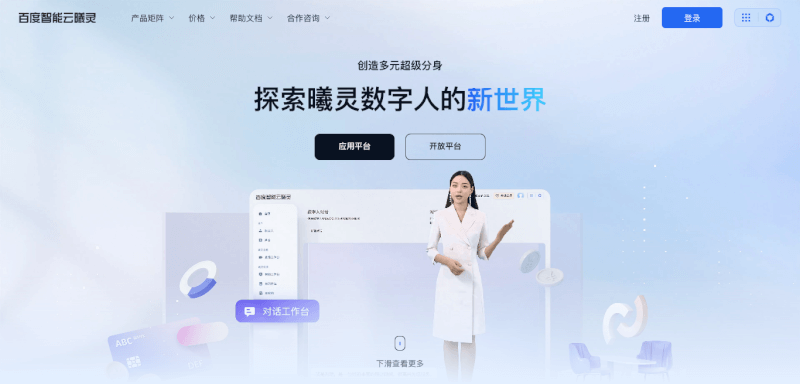 百度智能云曦灵
产品矩阵
价格
帮助文档
合作咨询
注册
登录
创造多元超级分身
探索曦灵数字人的新世界
应用平台
开放平台
百度智能云曦灵
对话工作台
ABC
下滑查看更多